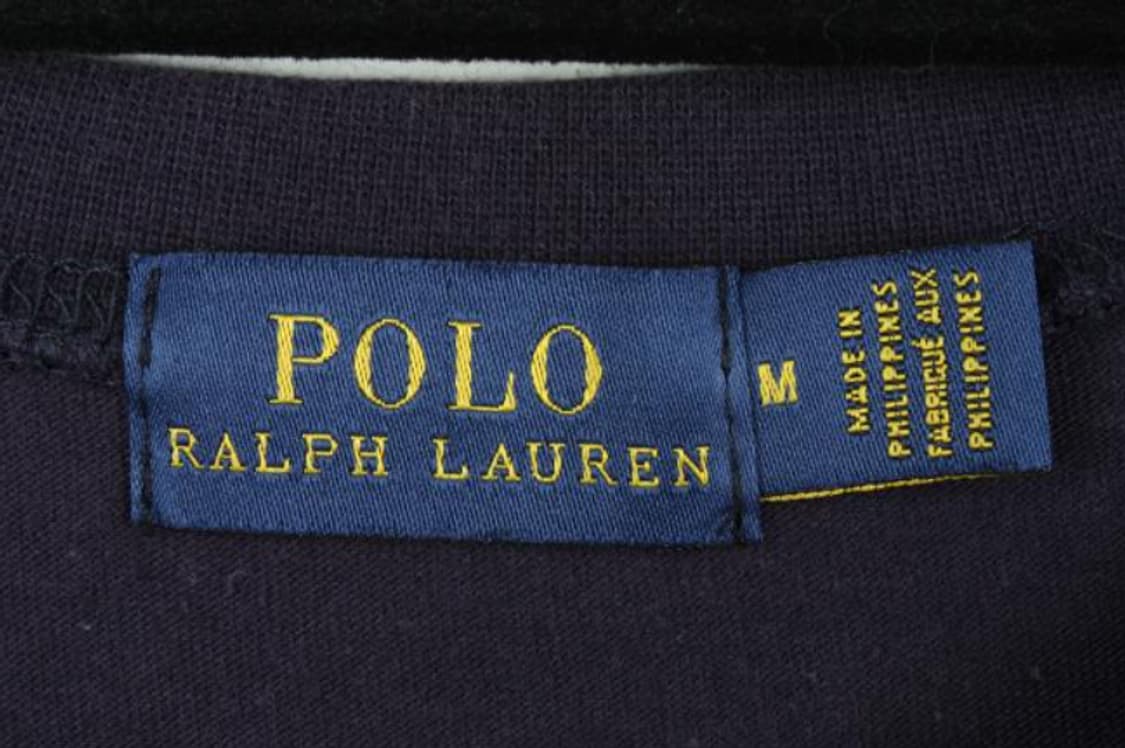 POLO
RALPH LAUREN
M
MADE IN
PHILIPPINES
FABRIQUÉ AUX
PHILIPPINES